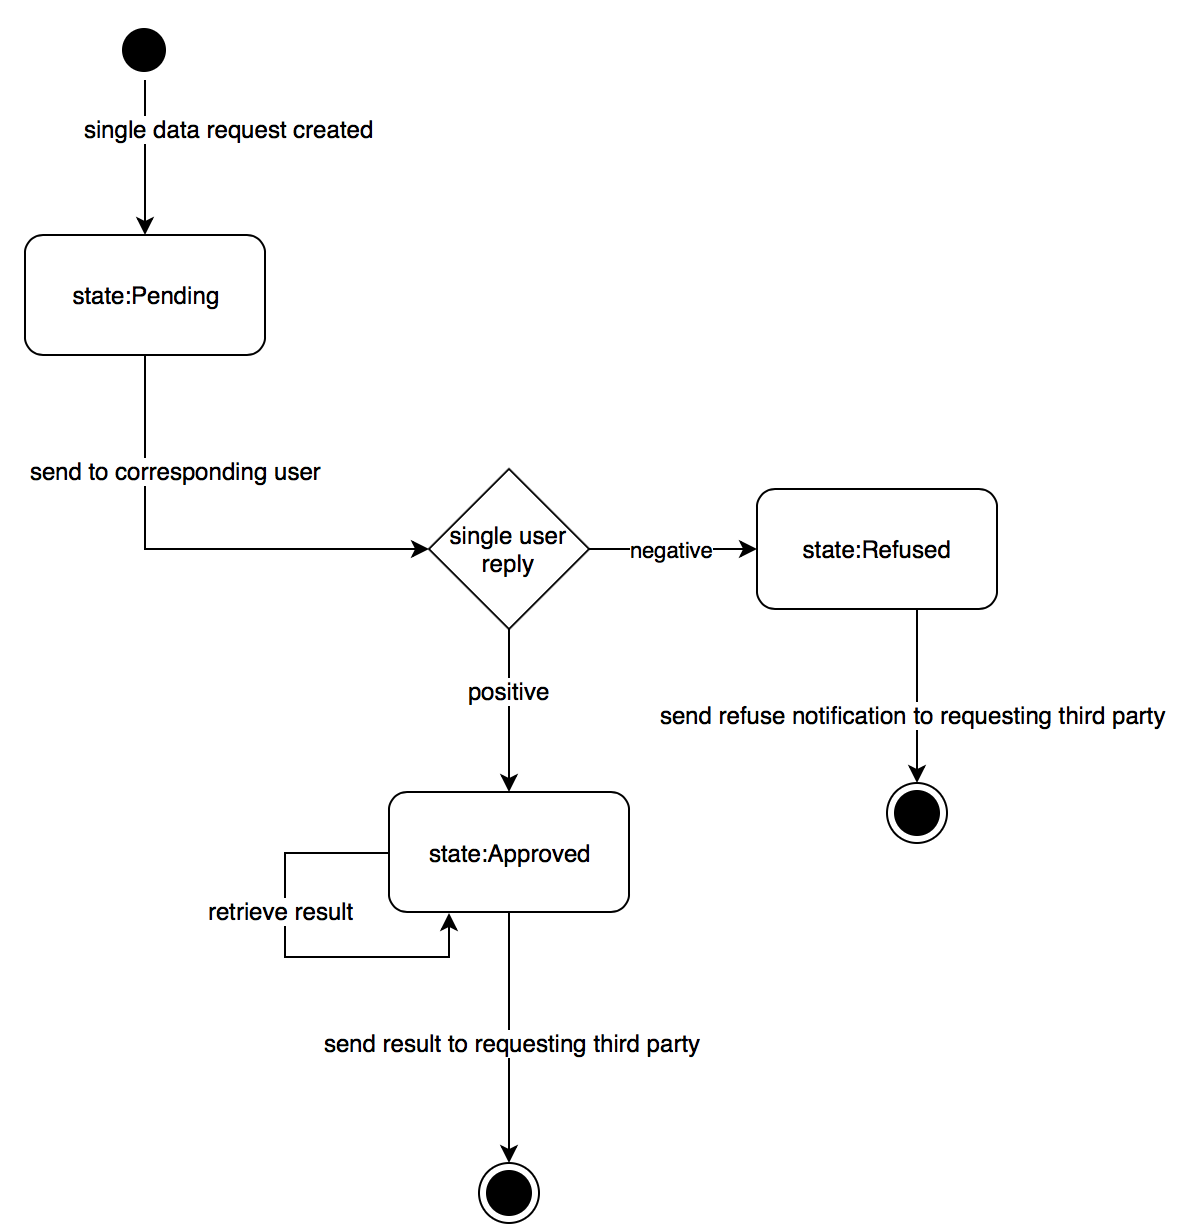 single data request created
state:Pending
send to corresponding user
single user
reply
negative
state:Refused
positive
send refuse notification to requesting third party
state:Approved
retrieve result
send result to requesting third party